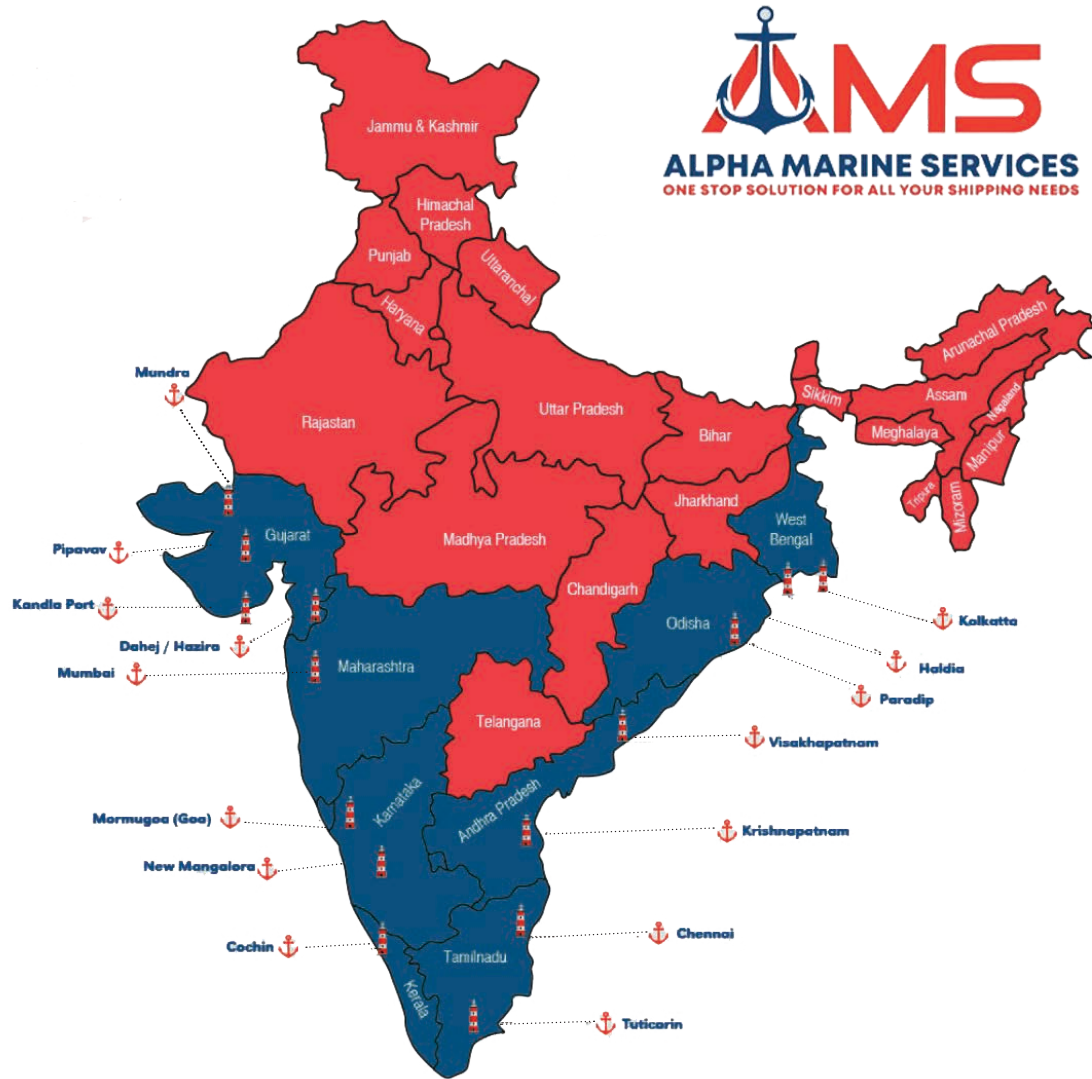 AMS
ALPHA MARINE SERVICES
ONE STOP SOLUTION FOR ALL YOUR SHIPPING NEEDS
Jammu & Kashmir
Himachal
Pradesh
Punjab
Uttaranchal
Haryana
Arunachal Pradesh
Mundra
Rajastan
Uttar Pradesh
Bihar
Sikkim
Assam
Nagaland
Meghalaya
Manipur
Tripura
Mizoram
Jharkhand
West
Bengal
Gujarat
Madhya Pradesh
Pipavav
Chandigarh
Kandla Port
Odisha
Kolkatta
Dahej / Hazira
Haldia
Mumbai
Maharashtra
Paradip
Telangana
Visakhapatnam
Karnataka
Andhra Pradesh
Mormugoa (Goa)
Krishnapatnam
New Mangalora
Cochin
Chennai
Tamilnadu
Kerala
Tuticorin